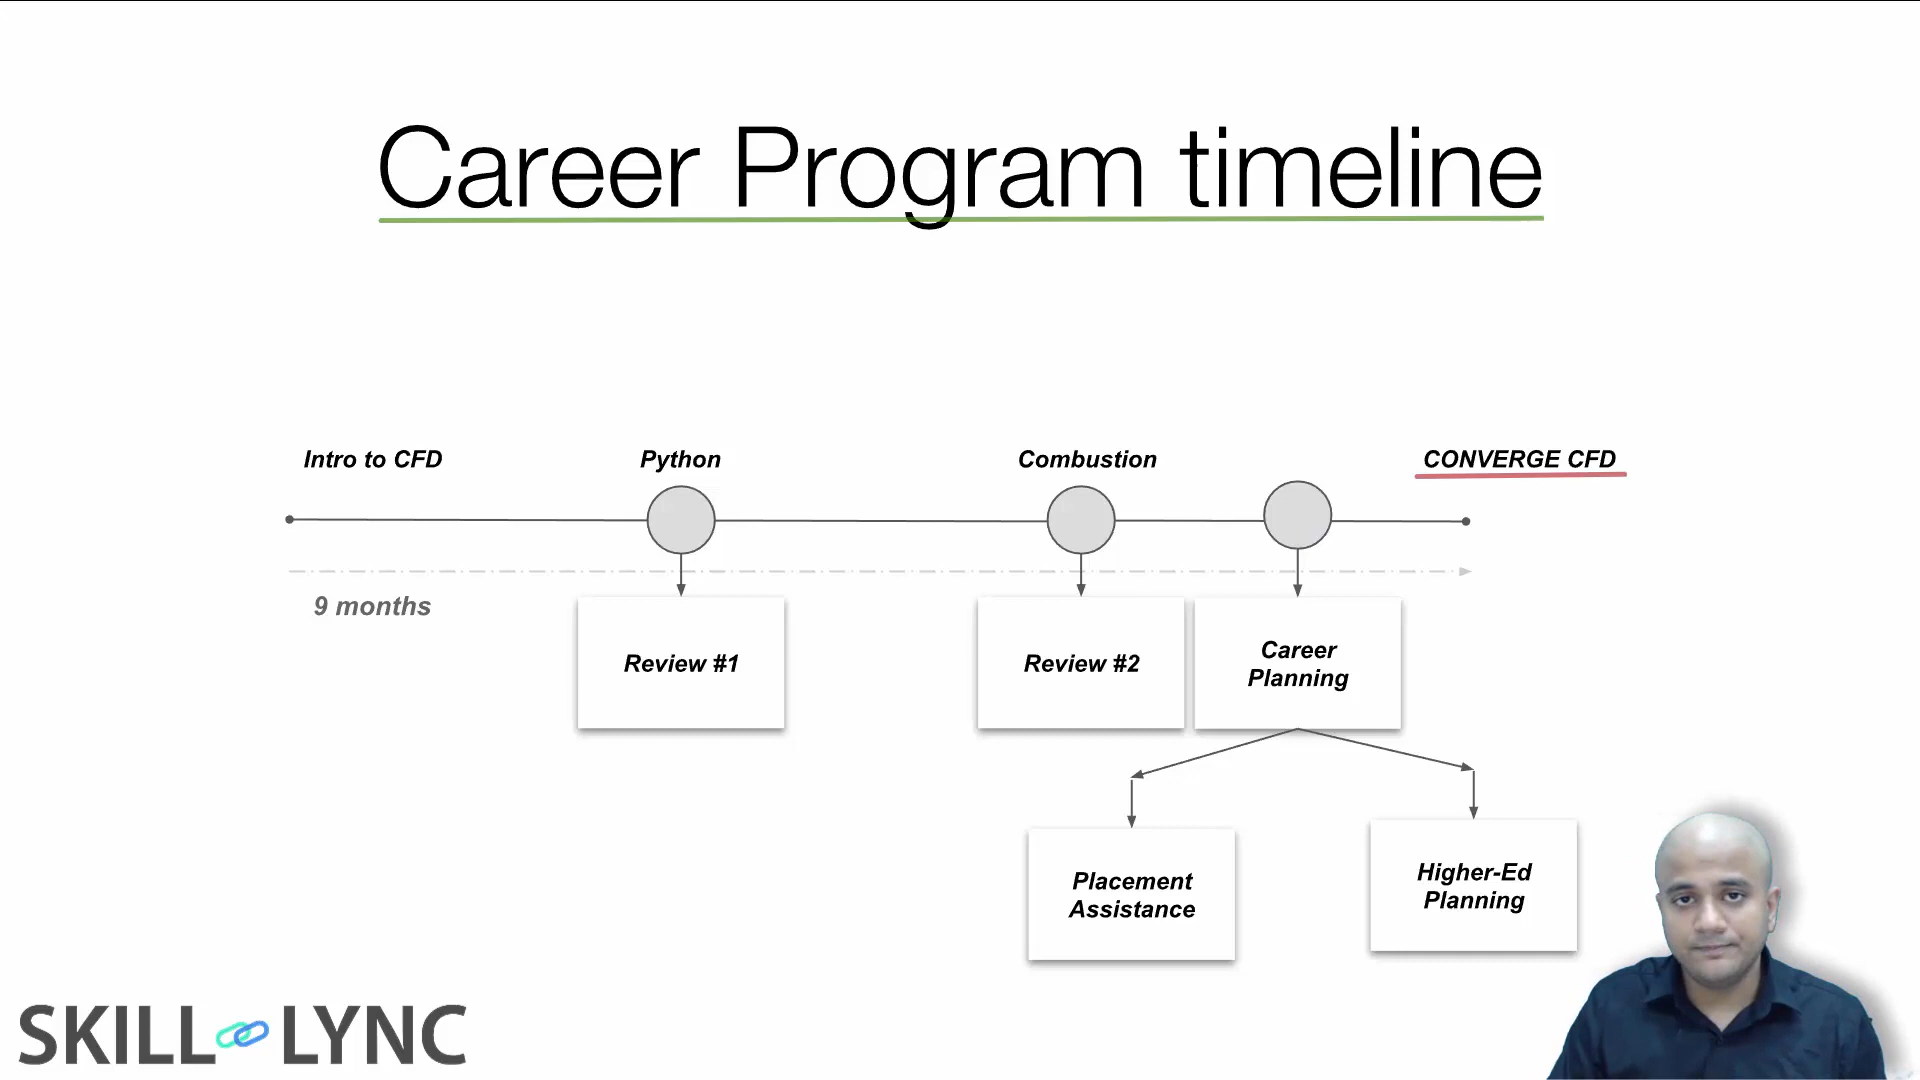 Career Program timeline
Intro to CFD
Python
Combustion
CONVERGE CFD
9 months
Review #1
Review #2
Career
Planning
Placement
Assistance
Higher-Ed
Planning
SKILL LYNC